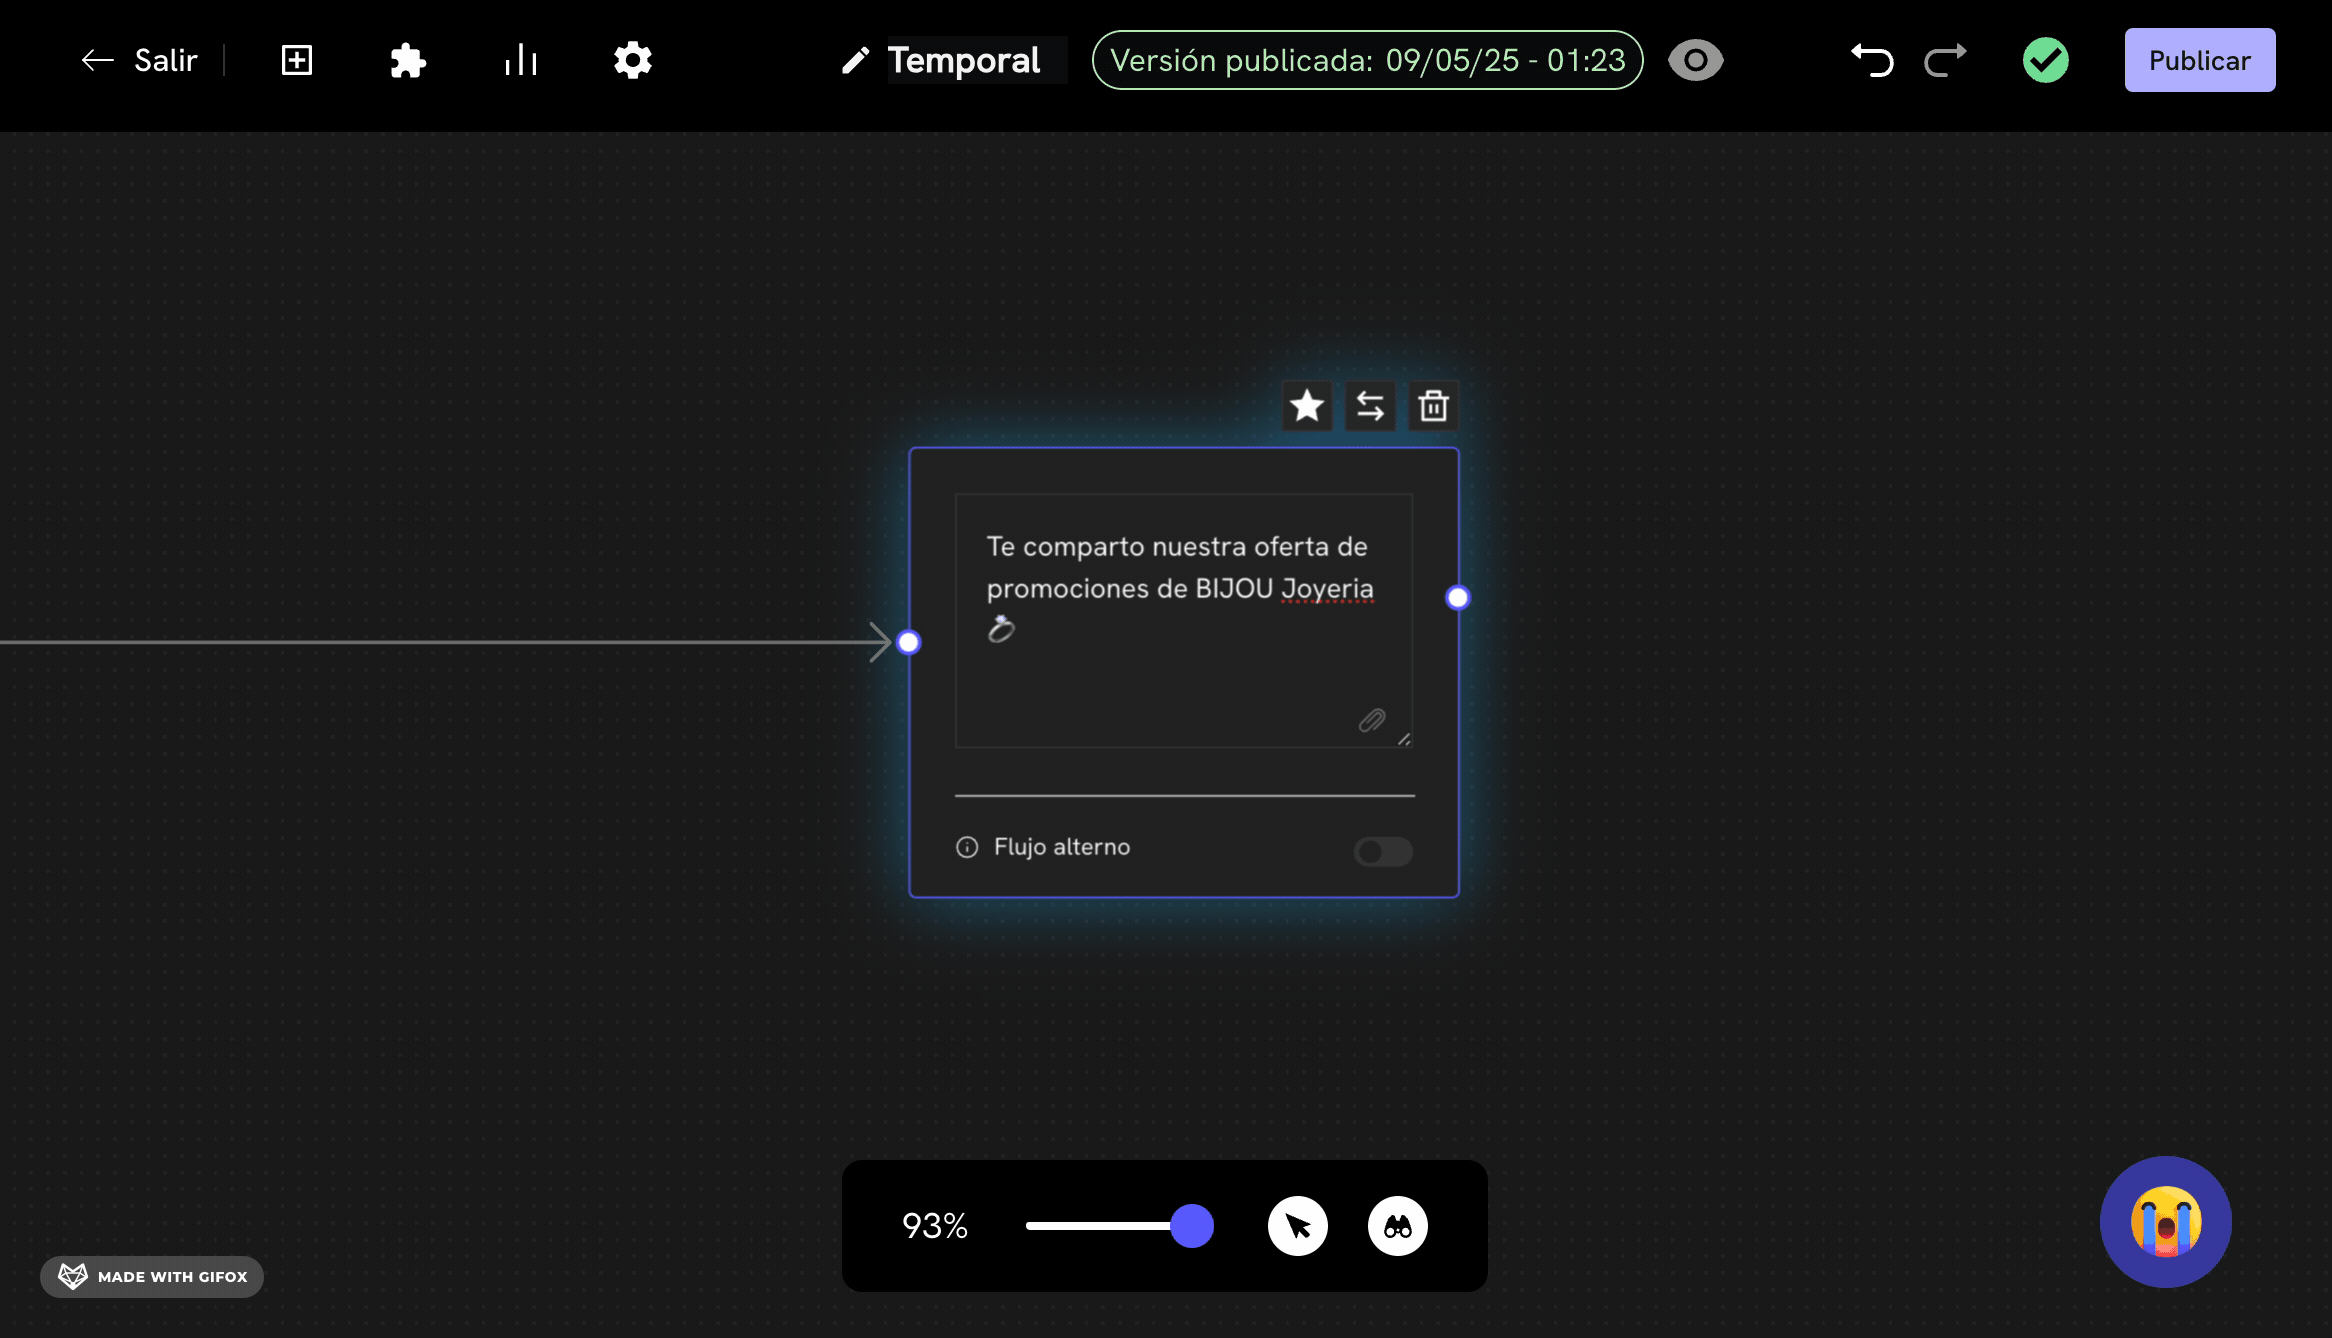 Salir
Temporal
Versión publicada: 09/05/25 - 01:23
Publicar
Te comparto nuestra oferta de
promociones de BIJOU Joyeria
💍
Flujo alterno
93%
MADE WITH GIFOX